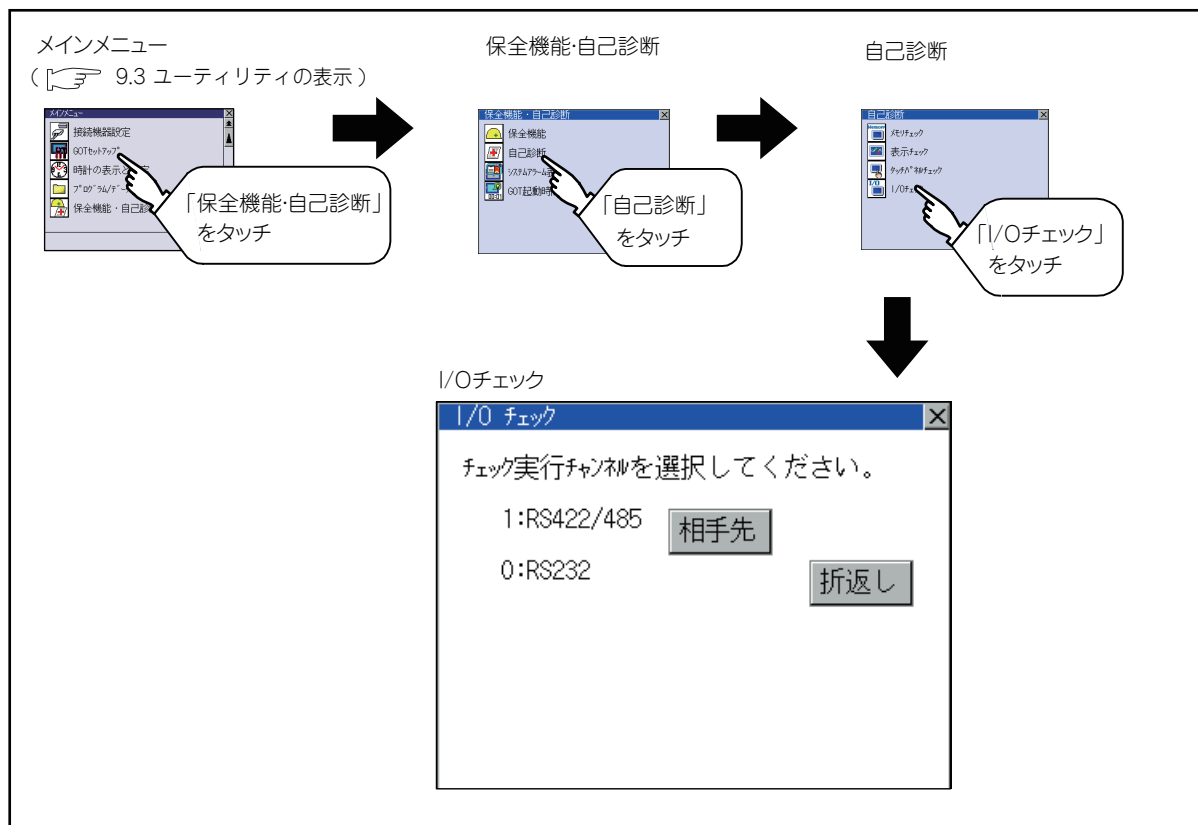 メインメニュー
( 9.3 ユーティリティの表示 )
保全機能・自己診断
自己診断
ﾒｲﾝﾒﾆｭｰ
接続機器設定
GOTｾｯﾄｱｯﾌﾟ
時計の表示と
ﾌﾟﾛｸﾞﾗﾑ/ﾃﾞｰ
保全機能・自己診
「保全機能・自己診断」
をタッチ
保全機能・自己診断
保全機能
自己診断
ｼｽﾃﾑｱﾗｰﾑ
GOT起動時
「自己診断」
をタッチ
自己診断
Memory
ﾒﾓﾘﾁｪｯｸ
表示ﾁｪｯｸ
ﾀｯﾁﾊﾟﾈﾙﾁｪｯｸ
I/O
I/Oﾁｪ
「I/Oチェック」
をタッチ
I/Oチェック
I/O ﾁｪｯｸ
ﾁｪｯｸ実行ﾁｬﾝﾈﾙを選択してください。
1:RS422/485 相手先
0:RS232 折返し